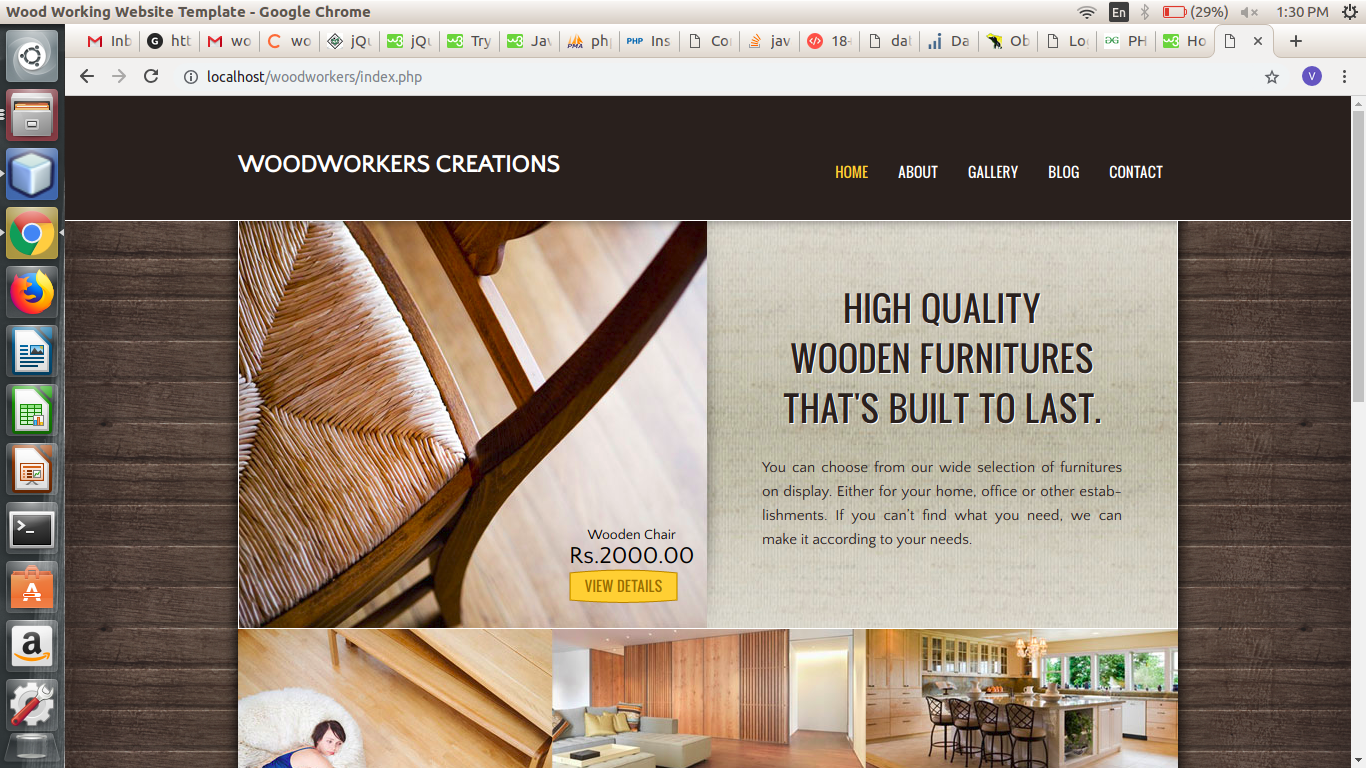 Wood Working Website Template - Google Chrome
En
(29%)
1:30 PM
Inb
htt
wo
wo
jQu
jQu
Try
Jav
php
Ins
Co
jav
18-
dat
Da
Ob
Lo
PH
Ho
localhost/woodworkers/index.php
V
WOODWORKERS CREATIONS
HOME ABOUT GALLERY BLOG CONTACT
HIGH QUALITY
WOODEN FURNITURES
THAT'S BUILT TO LAST.
You can choose from our wide selection of furnitures
on display. Either for your home, office or other estab-
lishments. If you can't find what you need, we can
make it according to your needs.
Wooden Chair
Rs.2000.00
VIEW DETAILS